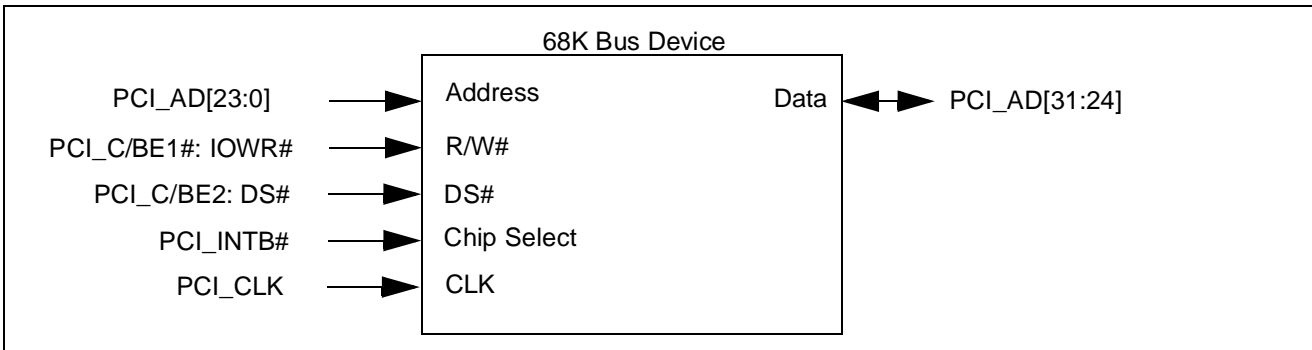 68K Bus Device
PCI_AD[23:0] Address Data PCI_AD[31:24]
PCI_C/BE1#: IOWR# R/W#
PCI_C/BE2: DS# DS#
PCI_INTB# Chip Select
PCI_CLK CLK